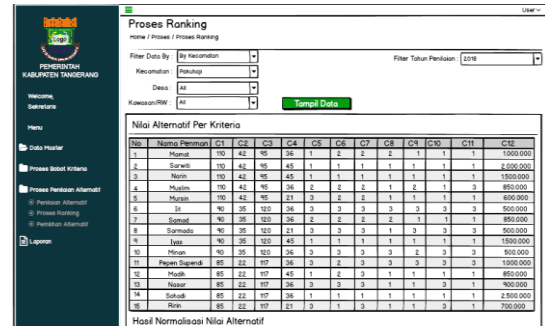 User
Proses Ranking
Home / Proses / Proses Ranking
Logo
PEMERINTAH
KABUPATEN TANGERANG
Welcome,
Sekretaris
Menu
Data Master
Proses Bobot Kriteria
Proses Penilaian Alternatif
Penilaian Alternatif
Proses Ranking
Pemilihan Alternatif
Laporan
Filter Data By : By Kecamatan
Filter Tahun Penilaian : 2018
Kecamatan : Pakuhaji
Desa : All
Kawasan/RW : All
Tampil Data
Nilai Alternatif Per Kriteria
No Nama Penman C1 C2 C3 C4 C5 C6 C7 C8 C9 C10 C11 C12
1 Mamat 110 42 95 36 1 2 2 2 1 1 1 1.000.000
2 Sarwiti 110 42 95 45 1 1 1 1 1 1 1 2.000.000
3 Narin 110 42 95 45 1 1 1 1 1 1 1 1.500.000
4 Muslim 110 42 95 36 2 2 2 1 2 1 3 850.000
5 Mursin 110 42 95 21 3 2 2 1 1 1 1 600.000
6 Iit 90 35 120 36 3 3 3 3 3 3 3 500.000
7 Samad 90 35 120 36 2 2 2 2 1 1 1 850.000
8 Sarmada 90 35 120 21 3 3 3 1 3 3 3 500.000
9 Iyas 90 35 120 45 1 1 1 1 1 1 1 1.500.000
10 Minan 90 35 120 36 3 3 3 3 2 3 3 500.000
11 Pepen Supendi 85 22 117 36 3 2 3 3 3 3 3 1.000.000
12 Madih 85 22 117 45 1 2 3 1 1 1 1 850.000
13 Nasar 85 22 117 36 3 1 3 3 1 1 3 900.000
14 Sahadi 85 22 117 36 1 1 1 1 1 1 1 2.500.000
15 Ririn 85 22 117 21 3 1 3 1 1 3 1 700.000
Hasil Normalisasi Nilai Alternatif